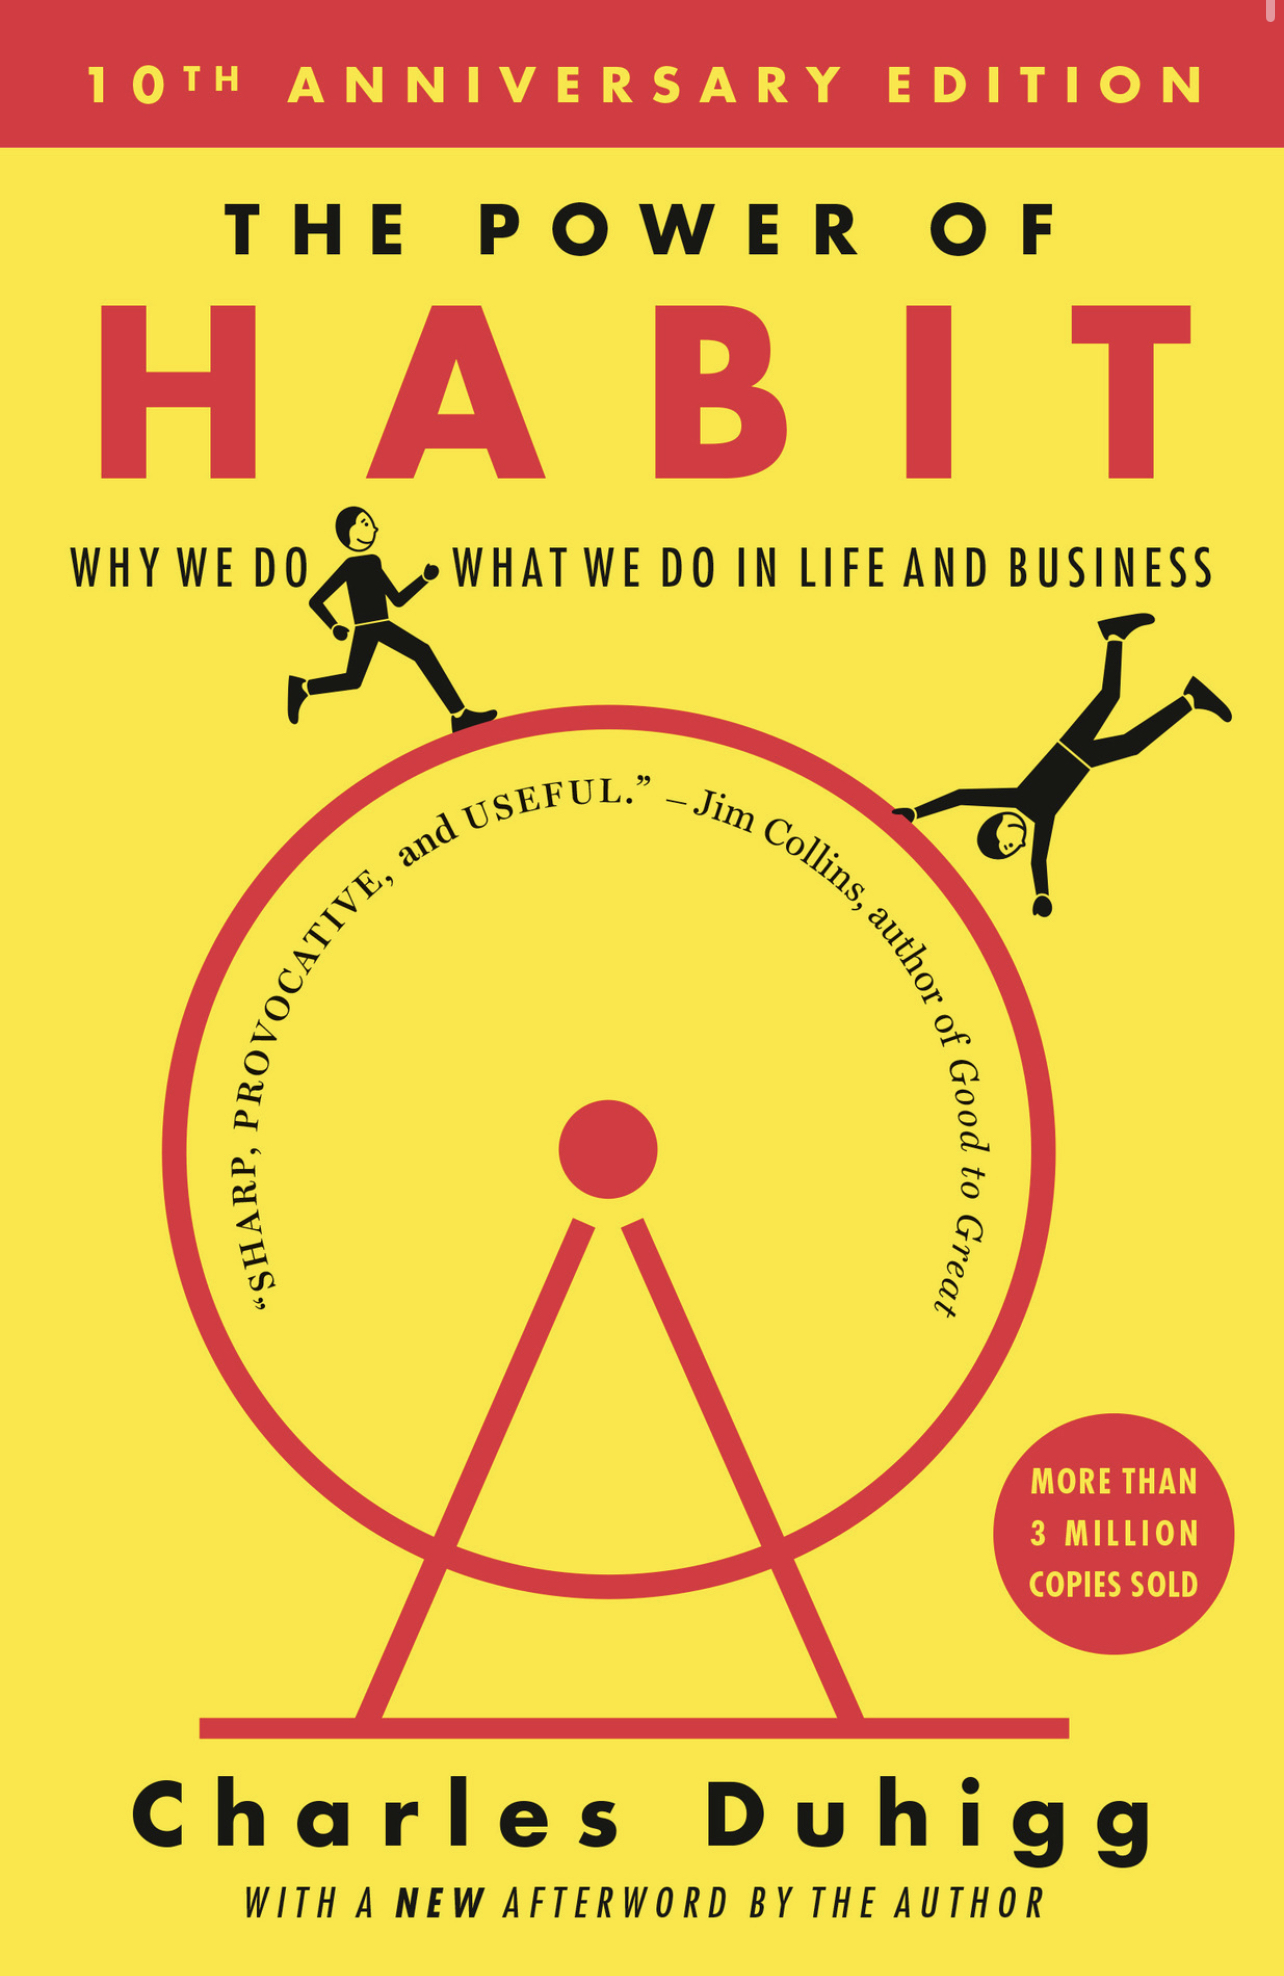 10TH ANNIVERSARY EDITION
THE POWER OF
HABIT
WHY WE DO WHAT WE DO IN LIFE AND BUSINESS
“SHARP, PROVOCATIVE, and USEFUL.” –Jim Collins, author of Good to Great
MORE THAN
3 MILLION
COPIES SOLD
Charles Duhigg
WITH A NEW AFTERWORD BY THE AUTHOR